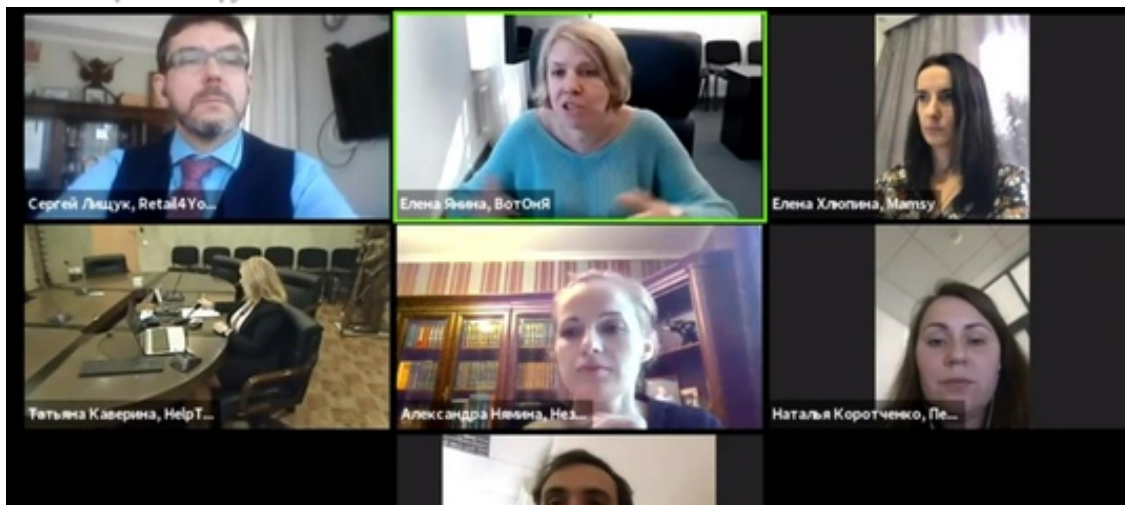 Сергей Лищук, Retail4Yo...
Елена Янина, ВотОнЯ
Елена Хлюпина, Mamsy
Татьяна Каверина, HelpT...
Александра Нямина, Нез...
Наталья Коротченко, Пе...